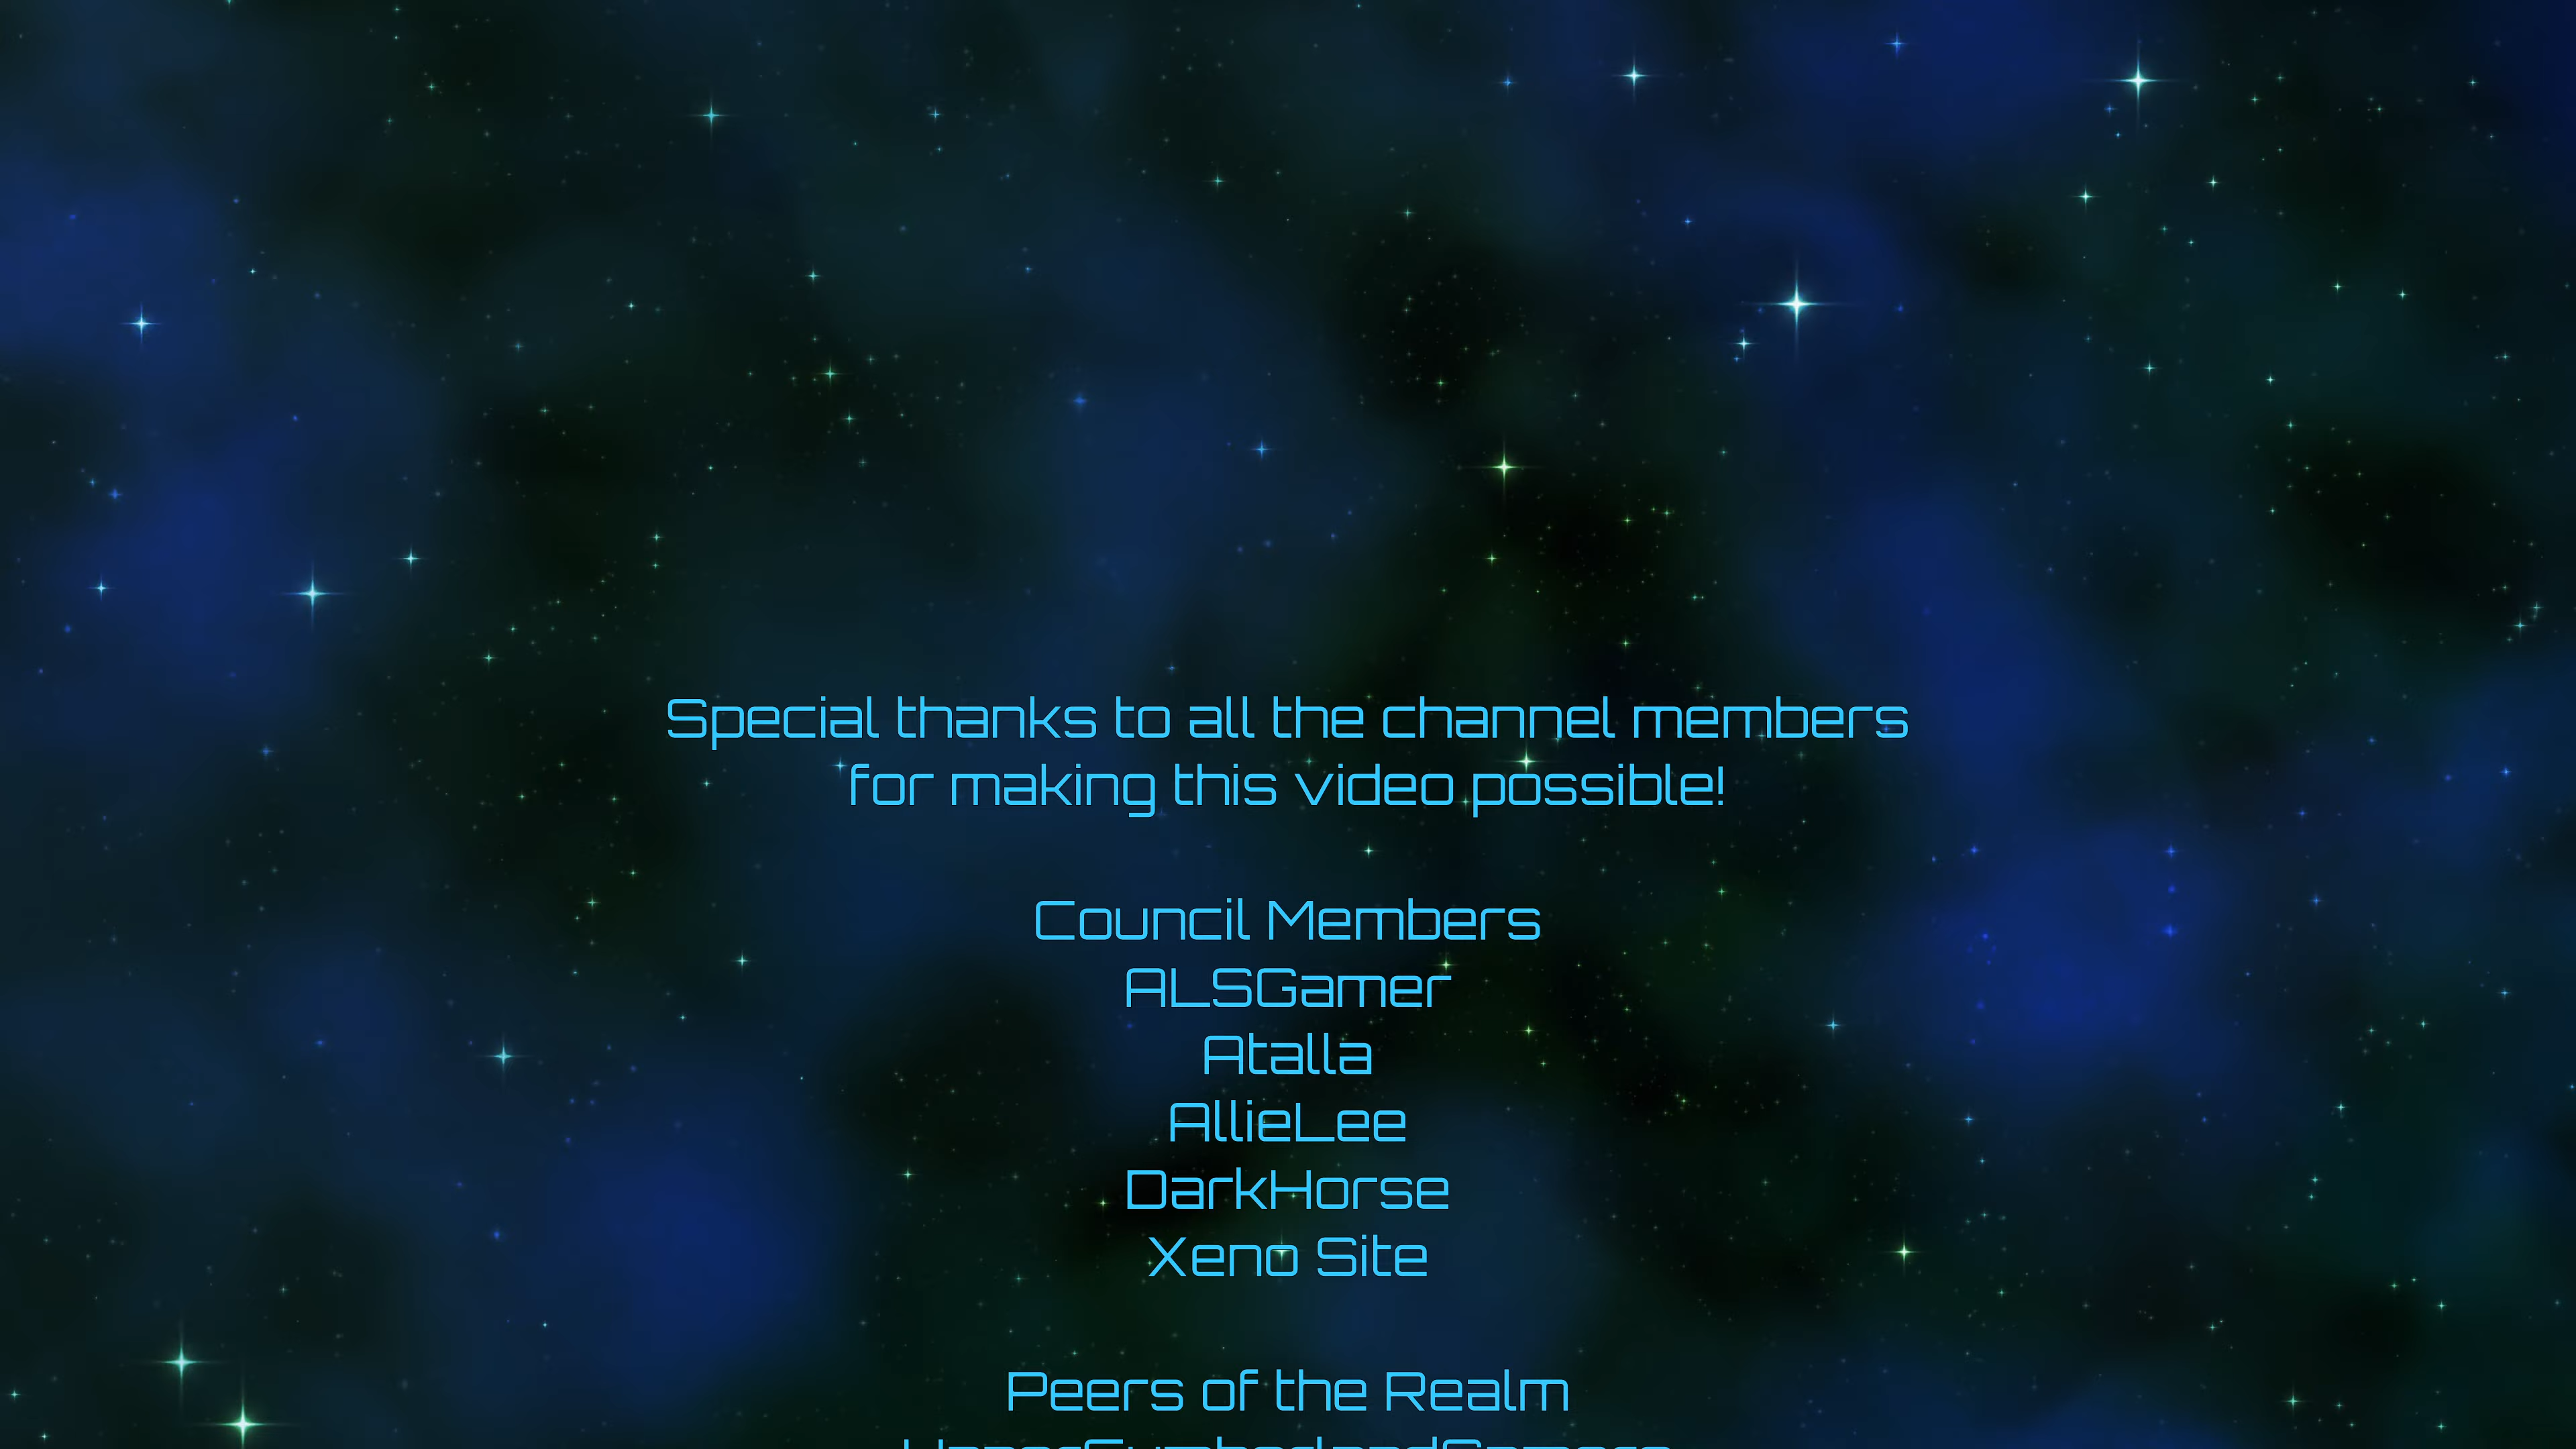 Special thanks to all the channel members
for making this video possible!
Council Members
ALSGamer
Atalla
AllieLee
DarkHorse
Xeno Site
Peers of the Realm